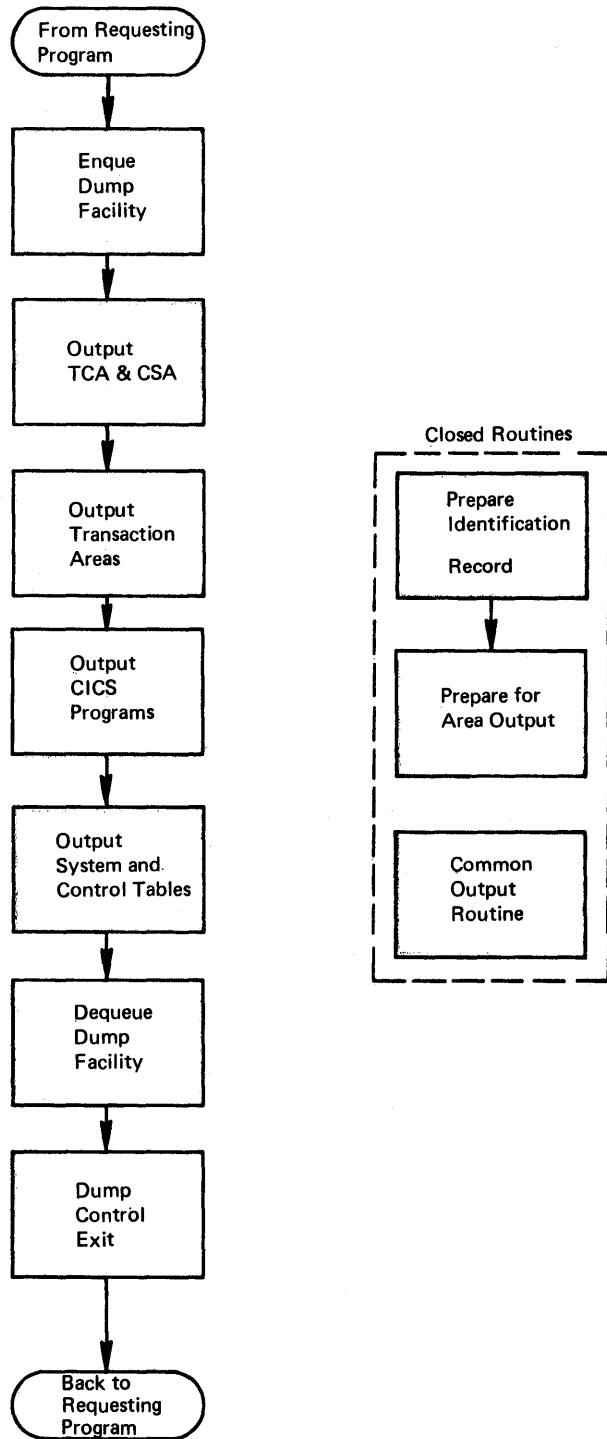 From Requesting
Program
Enque
Dump
Facility
Output
TCA & CSA
Output
Transaction
Areas
Output
CICS
Programs
Output
System and
Control Tables
Dequeue
Dump
Facility
Dump
Control
Exit
Back to
Requesting
Program
Closed Routines
Prepare
Identification
Record
Prepare for
Area Output
Common
Output
Routine